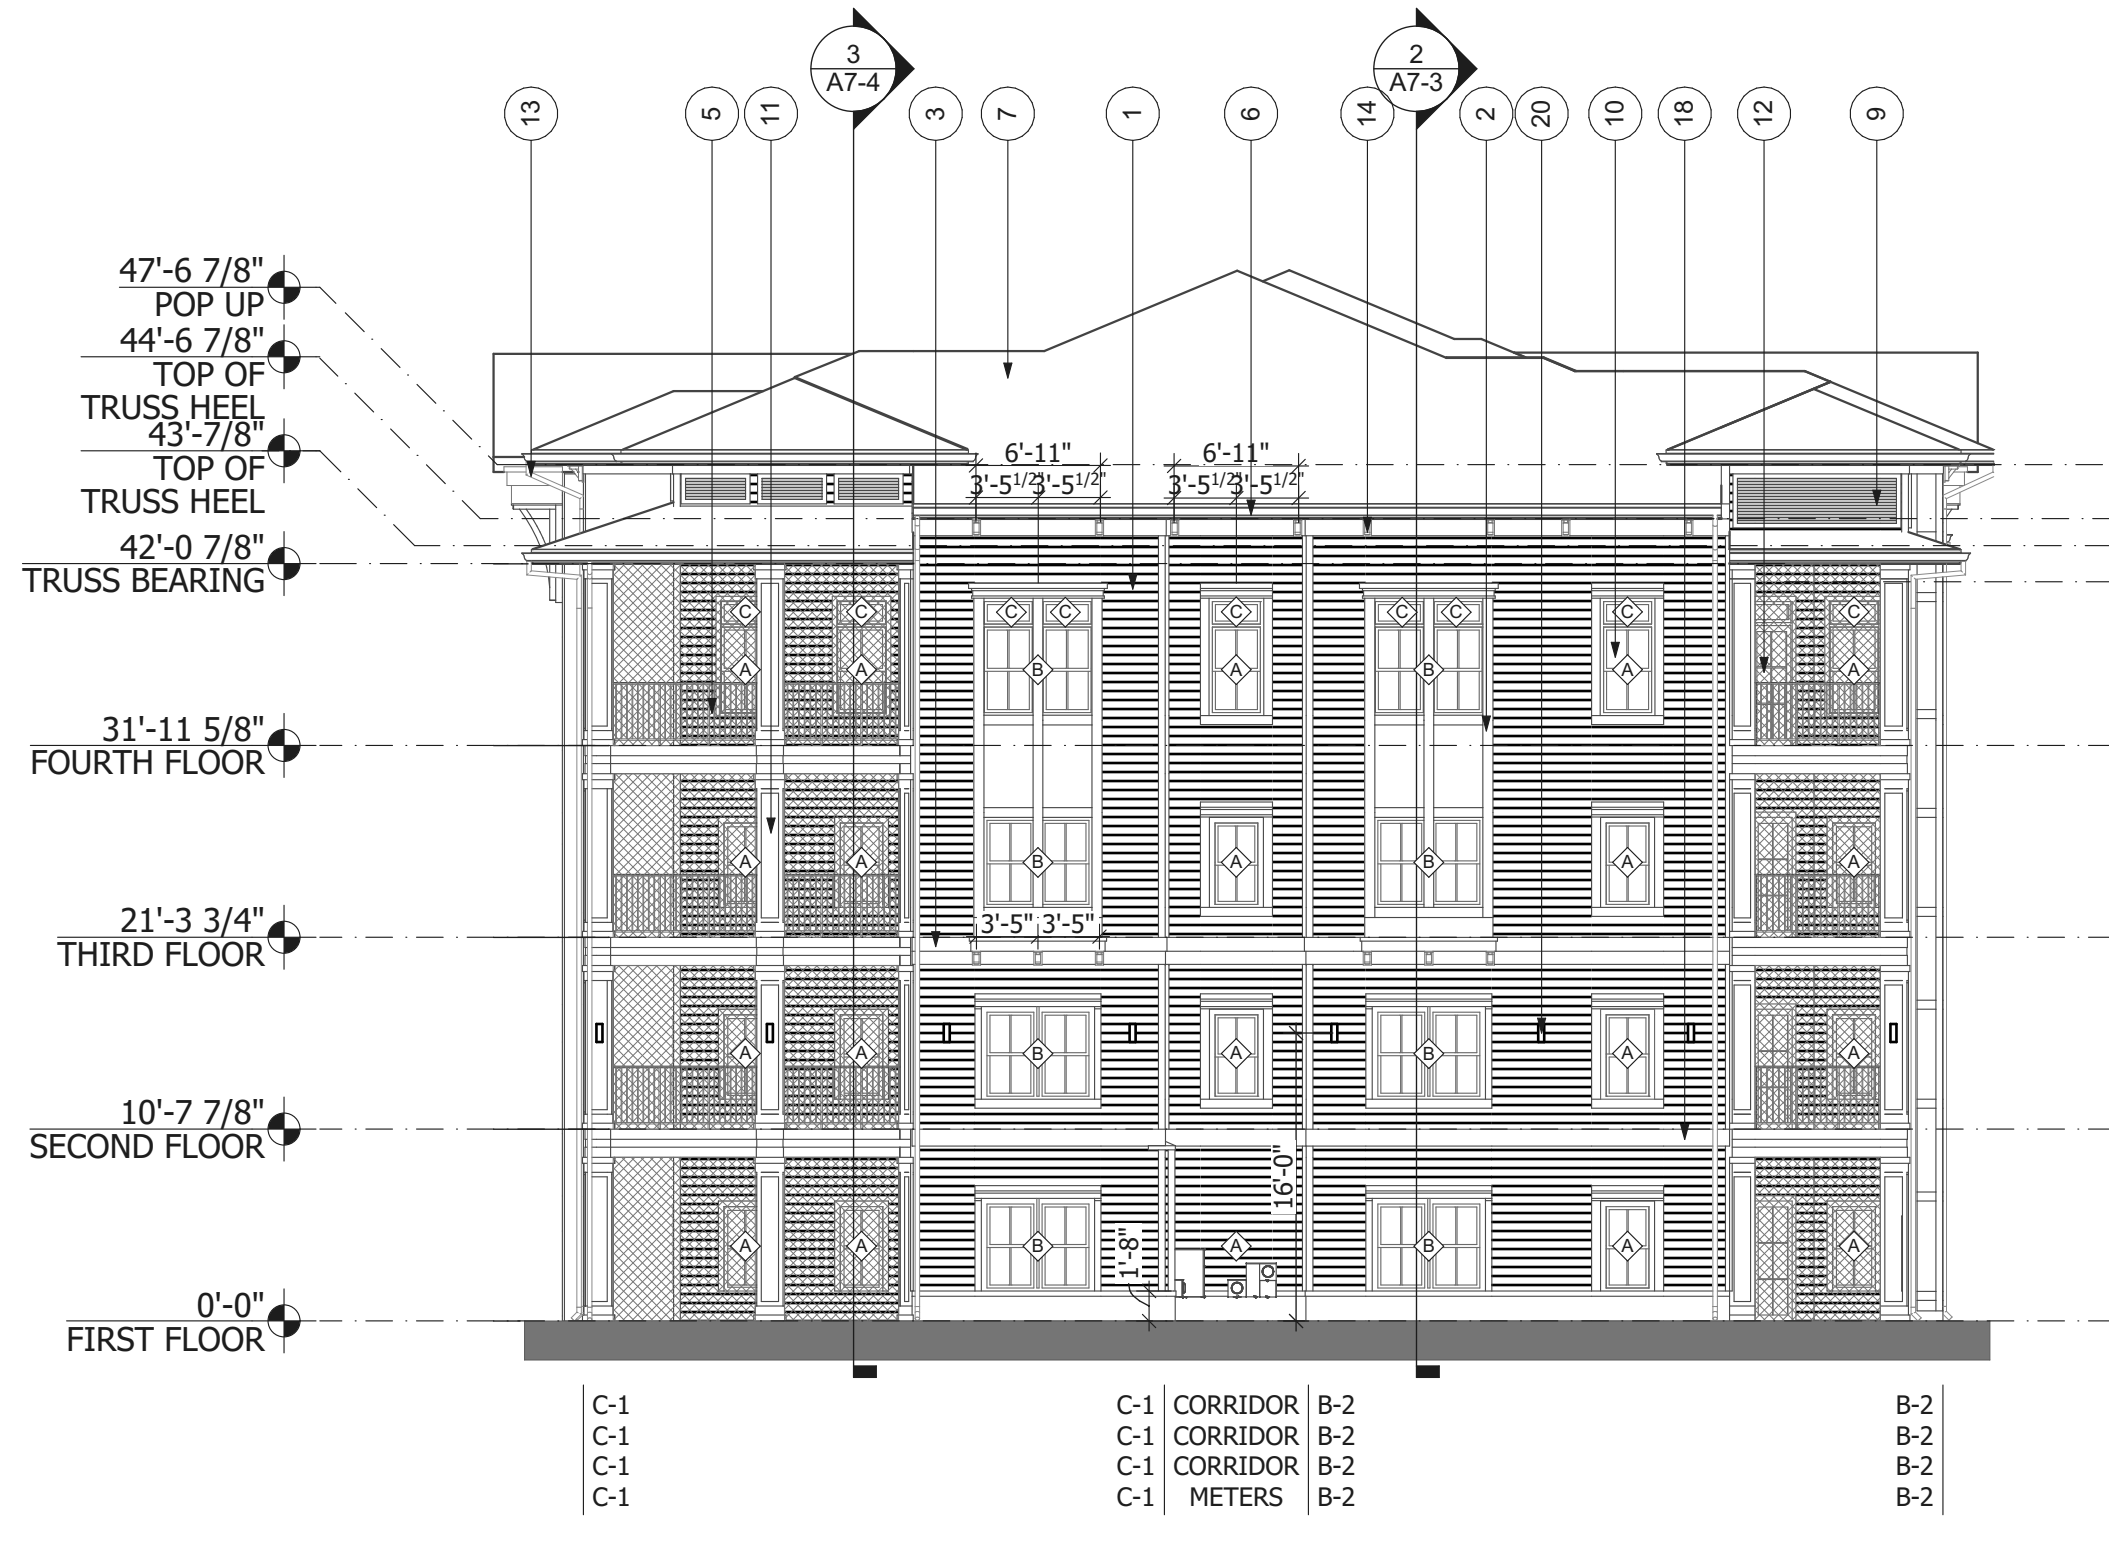 3
A7-4
2
A7-3
13
5
11
3
7
1
6
14
2
20
10
18
12
9
47'-6 7/8"
POP UP
44'-6 7/8"
TOP OF
TRUSS HEEL
43'-7/8"
TOP OF
TRUSS HEEL
42'-0 7/8"
TRUSS BEARING
31'-11 5/8"
FOURTH FLOOR
21'-3 3/4"
THIRD FLOOR
10'-7 7/8"
SECOND FLOOR
0'-0"
FIRST FLOOR
6'-11" 6'-11"
3'-5 1/2" 3'-5 1/2" 3'-5 1/2" 3'-5 1/2"
C C C C C C C C C
A A B A B A A
A A B A B A A
3'-5" 3'-5"
A A B A B A A
16'-0"
1'-8"
A A B A B A A
C-1 C-1 CORRIDOR B-2 B-2
C-1 C-1 CORRIDOR B-2 B-2
C-1 C-1 CORRIDOR B-2 B-2
C-1 C-1 METERS B-2 B-2